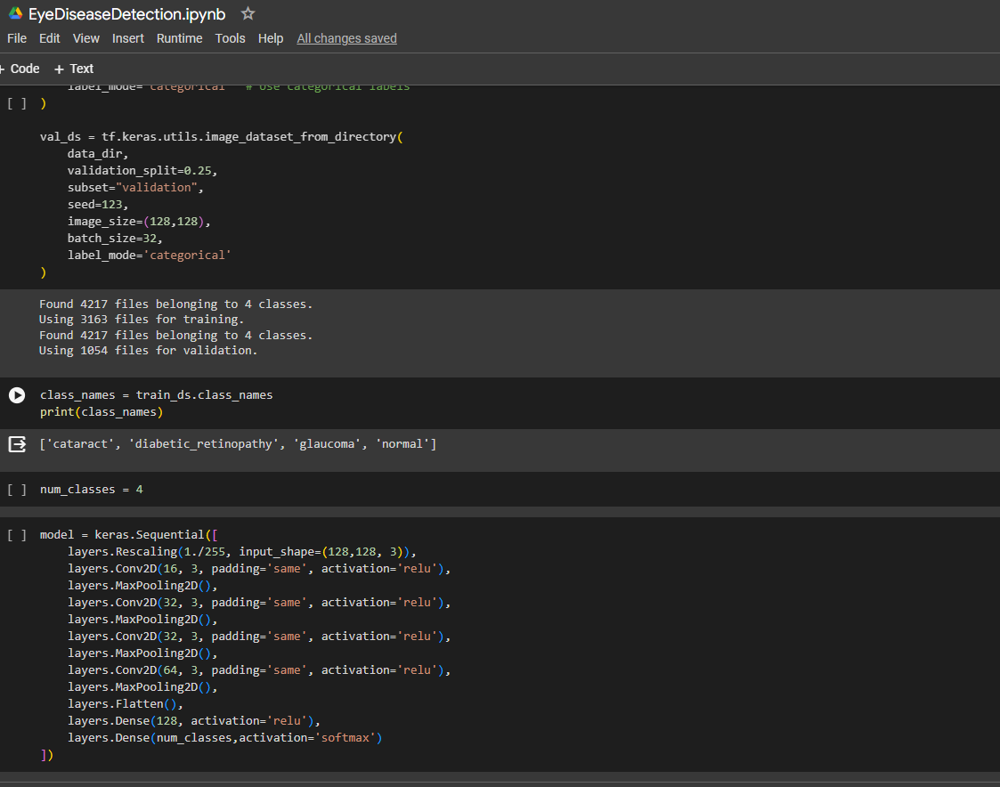 EyeDiseaseDetection.ipynb
File Edit View Insert Runtime Tools Help All changes saved
+ Code + Text
label_mode='categorical' # Use categorical labels
[ ] )
val_ds = tf.keras.utils.image_dataset_from_directory(
data_dir,
validation_split=0.25,
subset="validation",
seed=123,
image_size=(128,128),
batch_size=32,
label_mode='categorical'
)
Found 4217 files belonging to 4 classes.
Using 3163 files for training.
Found 4217 files belonging to 4 classes.
Using 1054 files for validation.
class_names = train_ds.class_names
print(class_names)
['cataract', 'diabetic_retinopathy', 'glaucoma', 'normal']
[ ] num_classes = 4
[ ] model = keras.Sequential([
layers.Rescaling(1./255, input_shape=(128,128, 3)),
layers.Conv2D(16, 3, padding='same', activation='relu'),
layers.MaxPooling2D(),
layers.Conv2D(32, 3, padding='same', activation='relu'),
layers.MaxPooling2D(),
layers.Conv2D(32, 3, padding='same', activation='relu'),
layers.MaxPooling2D(),
layers.Conv2D(64, 3, padding='same', activation='relu'),
layers.MaxPooling2D(),
layers.Flatten(),
layers.Dense(128, activation='relu'),
layers.Dense(num_classes,activation='softmax')
])